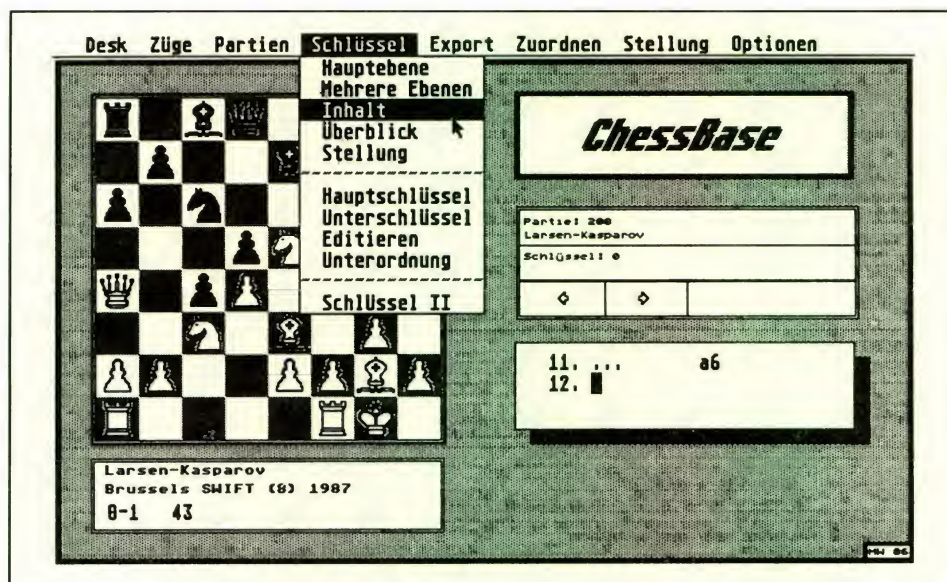 Desk Züge Partien Schlüssel Export Zuordnen Stellung Optionen
Hauptebene
Mehrere Ebenen
Inhalt
Überblick
Stellung
Hauptschlüssel
Unterschlüssel
Editieren
Unterordnung
Schlüssel II
ChessBase
Partie: 200
Larsen-Kasparov
Schlüssel: 0
11. ... a6
12.
Larsen-Kasparov
Brussels SWIFT (8) 1987
0-1 43
MW 86